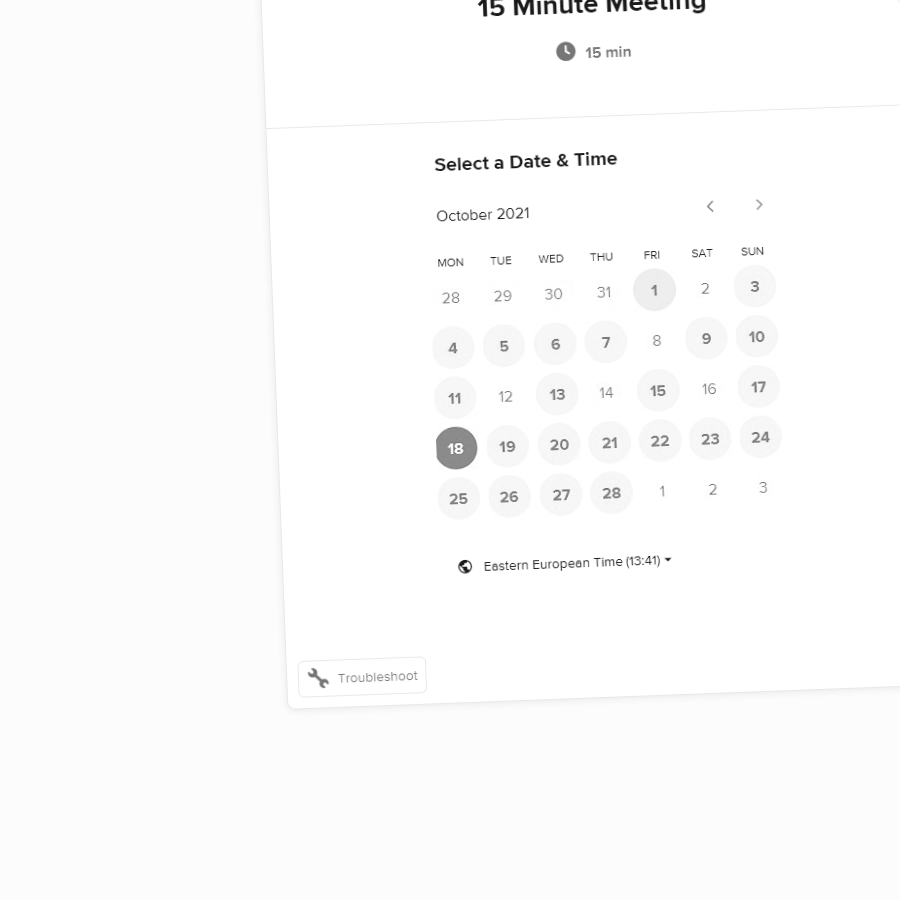 15 Minute Meeting
15 min
Select a Date & Time
October 2021
MON TUE WED THU FRI SAT SUN
28 29 30 31 1 2 3
4 5 6 7 8 9 10
11 12 13 14 15 16 17
18 19 20 21 22 23 24
25 26 27 28 1 2 3
Eastern European Time (13:41)
Troubleshoot